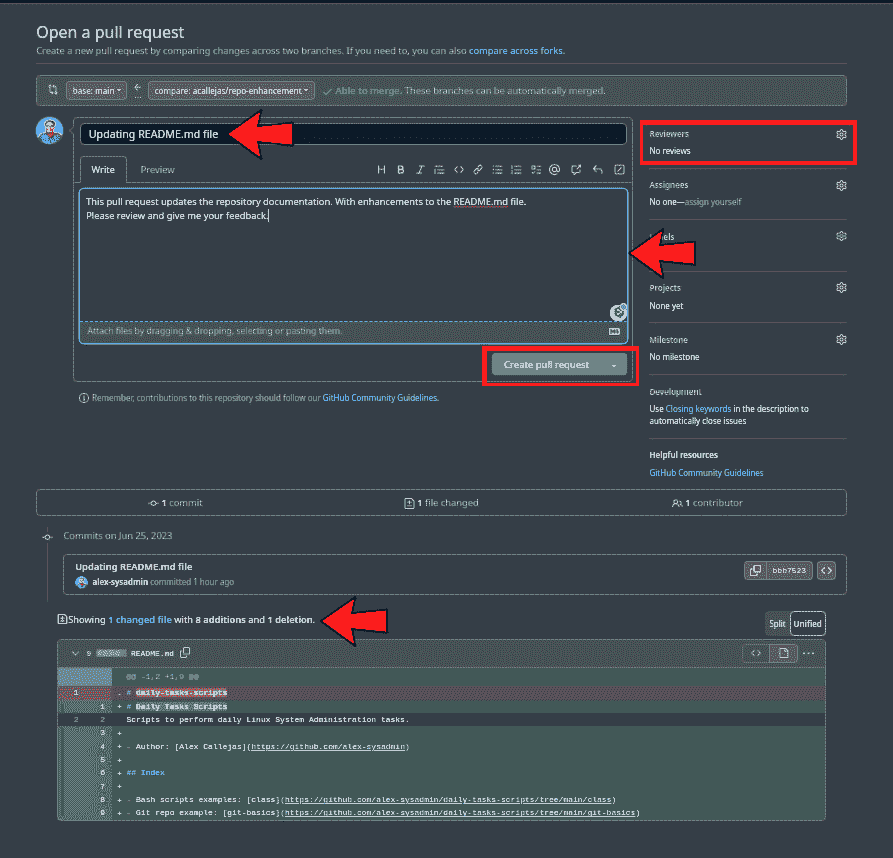 Open a pull request
Create a new pull request by comparing changes across two branches. If you need to, you can also compare across forks.
base: main
compare: acallejas/repo-enhancement
Able to merge. These branches can be automatically merged.
Updating README.md file
Write Preview
This pull request updates the repository documentation. With enhancements to the README.md file.
Please review and give me your feedback.
Attach files by dragging & dropping, selecting or pasting them.
Create pull request
Remember, contributions to this repository should follow our GitHub Community Guidelines.
Reviewers
No reviews
Assignees
No one—assign yourself
Projects
None yet
Milestone
No milestone
Development
Use Closing keywords in the description to
automatically close issues
Helpful resources
GitHub Community Guidelines
1 commit
1 file changed
1 contributor
Commits on Jun 25, 2023
Updating README.md file
alex-sysadmin committed 1 hour ago
bbb7523
Showing 1 changed file with 8 additions and 1 deletion.
Split Unified
9 README.md
@@ -1,2 +1,9 @@
1 - # daily-tasks-scripts
1 + # Daily Tasks Scripts
2 2 Scripts to perform daily Linux System Administration tasks.
3 +
4 + - Author: [Alex Callejas](https://github.com/alex-sysadmin)
5 +
6 + ## Index
7 +
8 + - Bash scripts examples: [class](https://github.com/alex-sysadmin/daily-tasks-scripts/tree/main/class)
9 + - Git repo example: [git-basics](https://github.com/alex-sysadmin/daily-tasks-scripts/tree/main/git-basics)